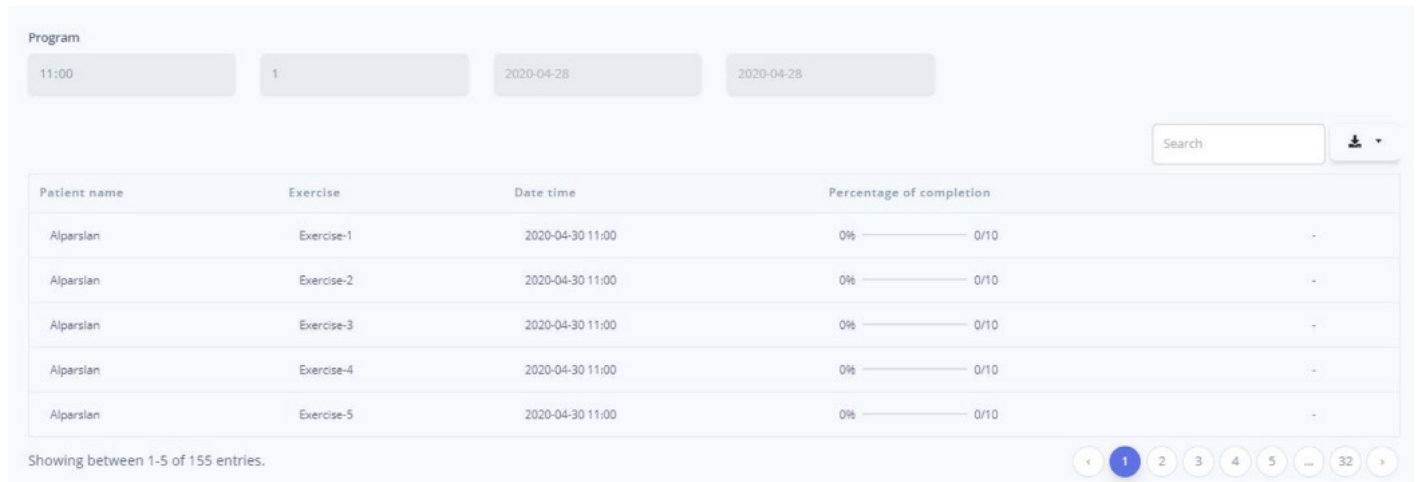 Program
11:00 1 2020-04-28 2020-04-28
Search
Patient name Exercise Date time Percentage of completion
Alparslan Exercise-1 2020-04-30 11:00 0% 0/10 -
Alparslan Exercise-2 2020-04-30 11:00 0% 0/10 -
Alparslan Exercise-3 2020-04-30 11:00 0% 0/10 -
Alparslan Exercise-4 2020-04-30 11:00 0% 0/10 -
Alparslan Exercise-5 2020-04-30 11:00 0% 0/10 -
Showing between 1-5 of 155 entries. ‹ 1 2 3 4 5 ... 32 ›